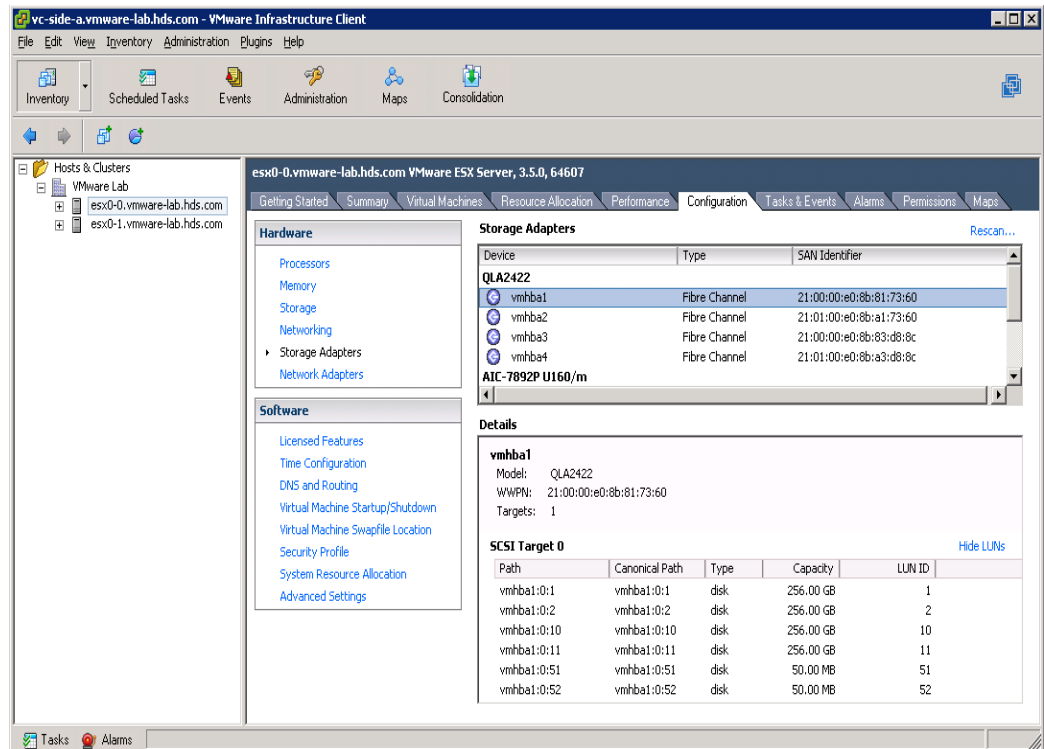 vc-side-a.vmware-lab.hds.com - VMware Infrastructure Client
File Edit View Inventory Administration Plugins Help
Inventory Scheduled Tasks Events Administration Maps Consolidation
Hosts & Clusters
VMware Lab
esx0-0.vmware-lab.hds.com
esx0-1.vmware-lab.hds.com
esx0-0.vmware-lab.hds.com VMware ESX Server, 3.5.0, 64607
Getting Started Summary Virtual Machines Resource Allocation Performance Configuration Tasks & Events Alarms Permissions Maps
Hardware
Processors
Memory
Storage
Networking
Storage Adapters
Network Adapters
Software
Licensed Features
Time Configuration
DNS and Routing
Virtual Machine Startup/Shutdown
Virtual Machine Swapfile Location
Security Profile
System Resource Allocation
Advanced Settings
Storage Adapters Rescan...
Device Type SAN Identifier
QLA2422
vmhba1 Fibre Channel 21:00:00:e0:8b:81:73:60
vmhba2 Fibre Channel 21:01:00:e0:8b:a1:73:60
vmhba3 Fibre Channel 21:00:00:e0:8b:83:d8:8c
vmhba4 Fibre Channel 21:01:00:e0:8b:a3:d8:8c
AIC-7892P U160/m
Details
vmhba1
Model: QLA2422
WWPN: 21:00:00:e0:8b:81:73:60
Targets: 1
SCSI Target 0 Hide LUNs
Path Canonical Path Type Capacity LUN ID
vmhba1:0:1 vmhba1:0:1 disk 256.00 GB 1
vmhba1:0:2 vmhba1:0:2 disk 256.00 GB 2
vmhba1:0:10 vmhba1:0:10 disk 256.00 GB 10
vmhba1:0:11 vmhba1:0:11 disk 256.00 GB 11
vmhba1:0:51 vmhba1:0:51 disk 50.00 MB 51
vmhba1:0:52 vmhba1:0:52 disk 50.00 MB 52
Tasks Alarms